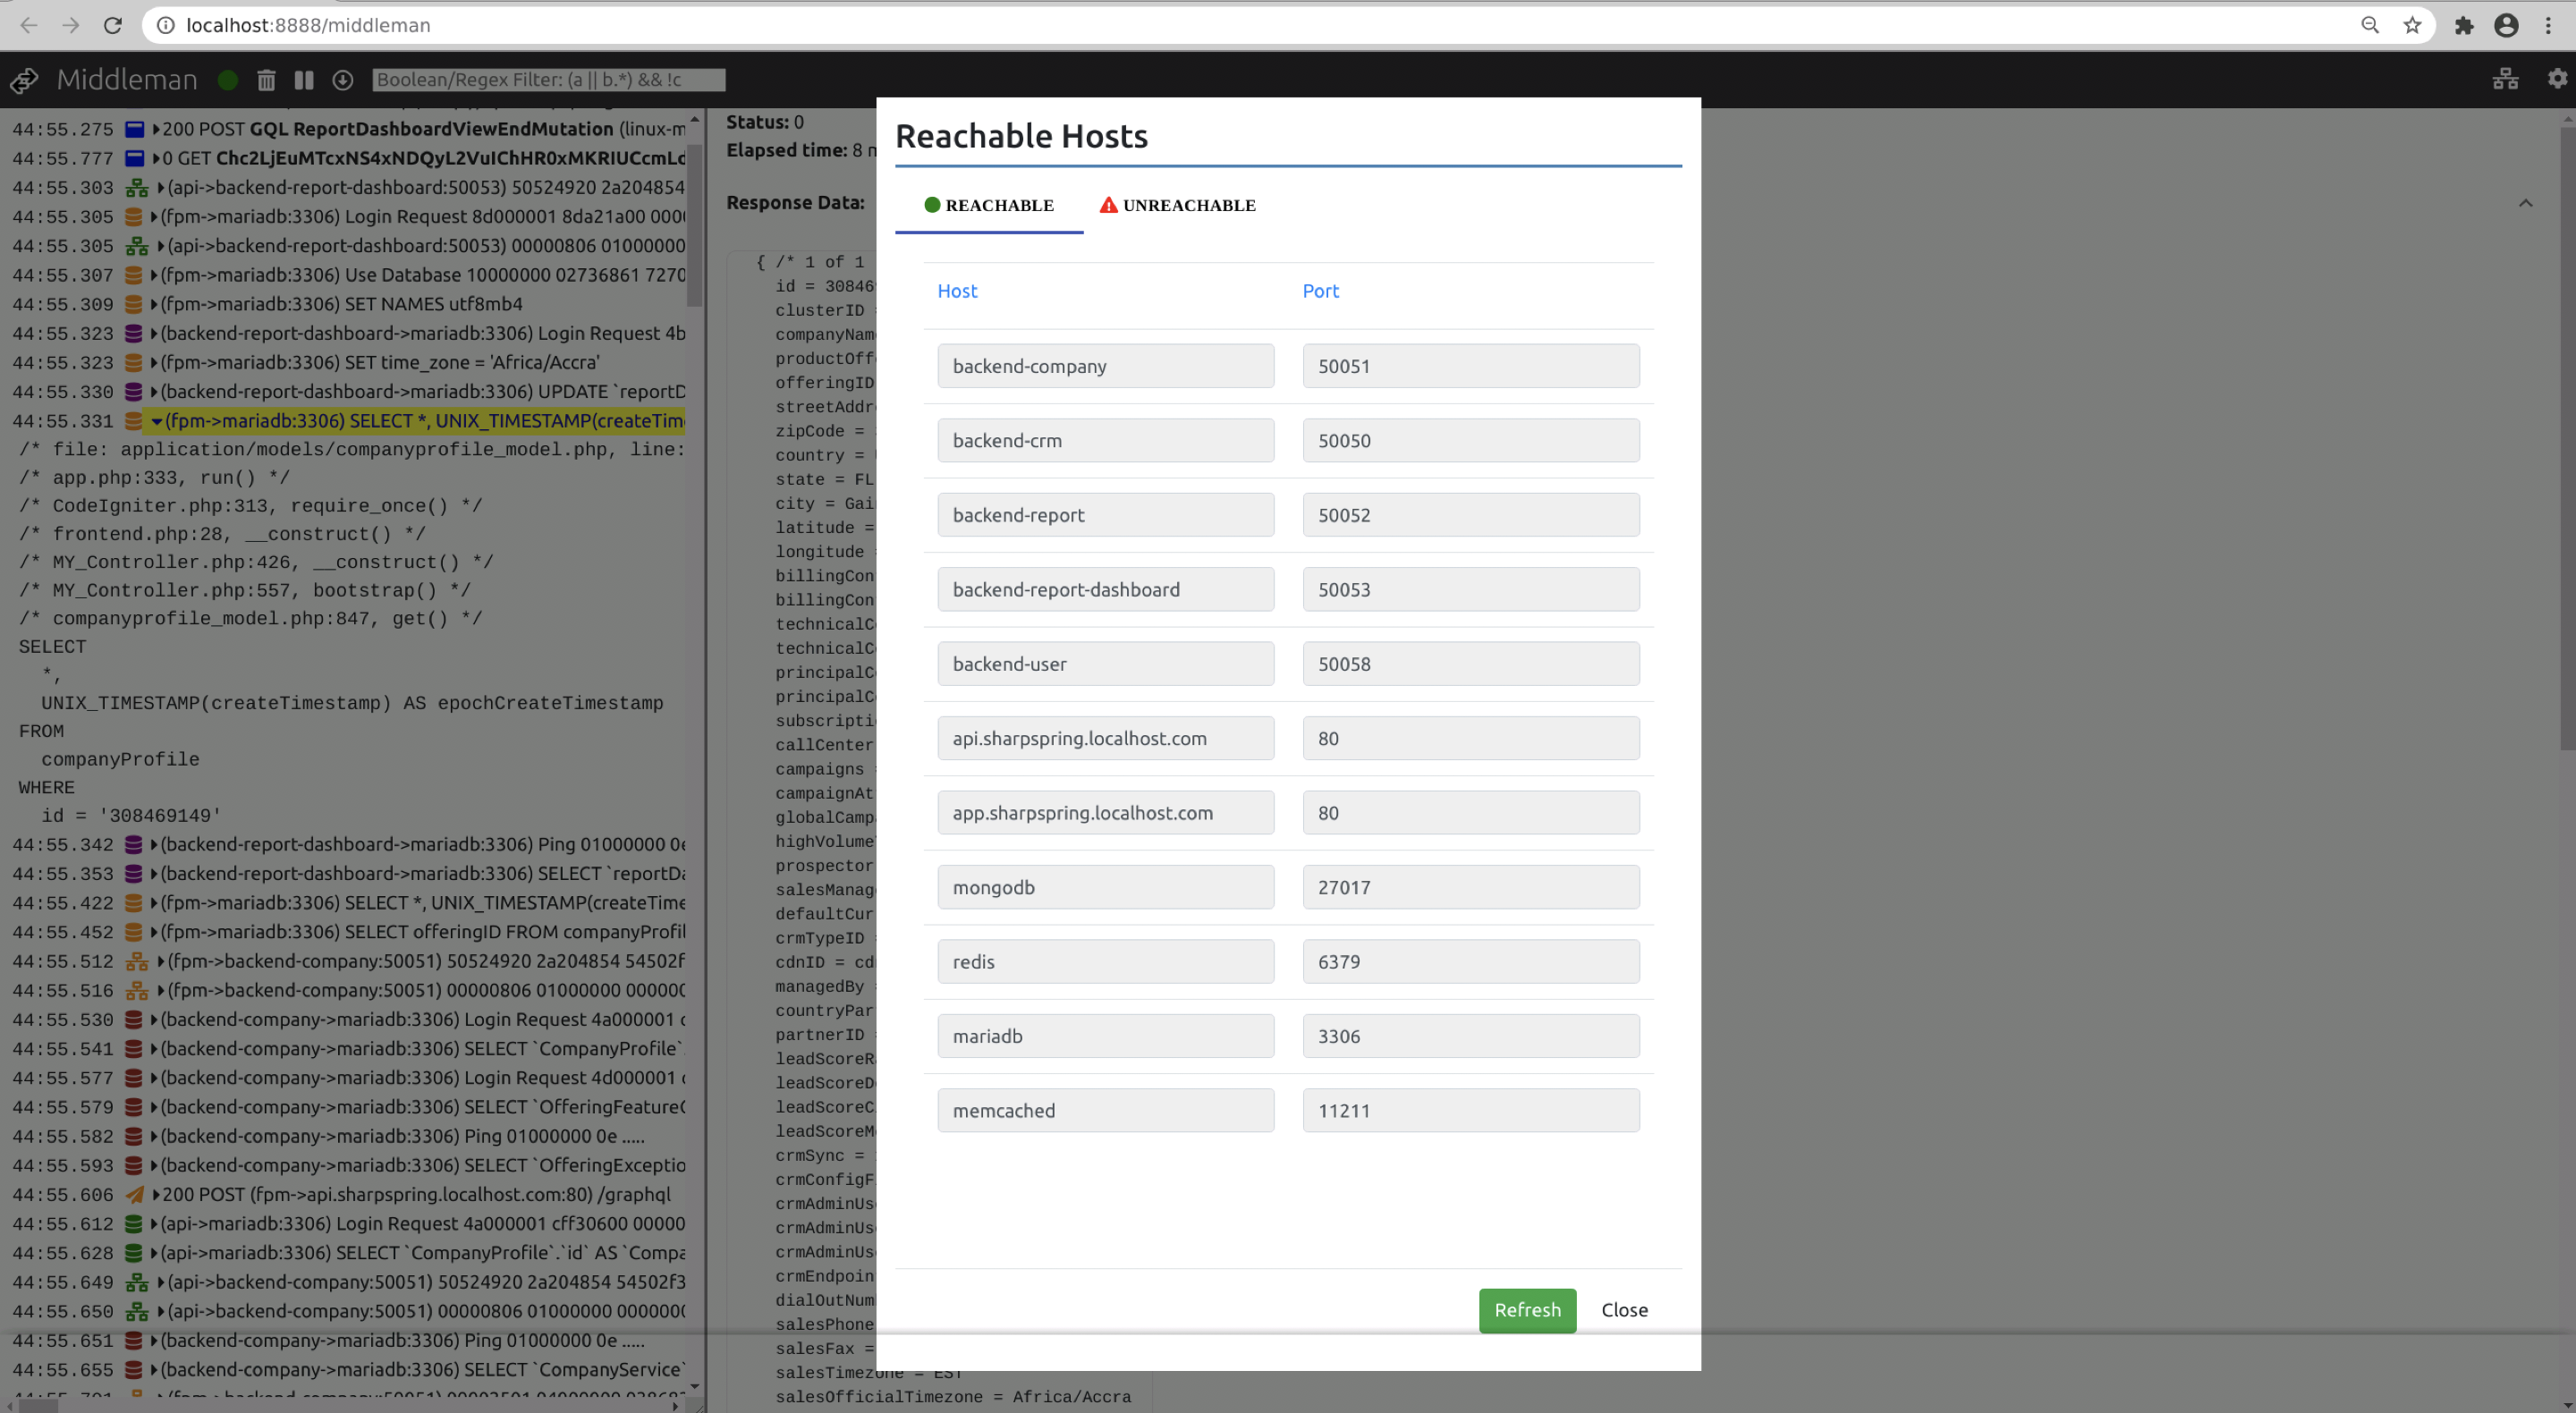 localhost:8888/middleman
Middleman
Boolean/Regex Filter: (a || b.*) && !c
44:55.275 200 POST GQL ReportDashboardViewEndMutation (linux-m
44:55.777 0 GET
44:55.303 (api->backend-report-dashboard:50053) 50524920 2a204854
44:55.305 (fpm->mariadb:3306) Login Request 8d000001 8da21a00
44:55.305 (api->backend-report-dashboard:50053) 00000806 01000000
44:55.307 (fpm->mariadb:3306) Use Database 10000000 02736861 7270
44:55.309 (fpm->mariadb:3306) SET NAMES utf8mb4
44:55.323 (backend-report-dashboard->mariadb:3306) Login Request 4b
44:55.323 (fpm->mariadb:3306) SET time_zone = 'Africa/Accra'
44:55.330 (backend-report-dashboard->mariadb:3306) UPDATE `reportD
44:55.331 (fpm->mariadb:3306) SELECT *, UNIX_TIMESTAMP(createTim
/* file: application/models/companyprofile_model.php, line:
/* app.php:333, run() */
/* CodeIgniter.php:313, require_once() */
/* frontend.php:28, __construct() */
/* MY_Controller.php:426, __construct() */
/* MY_Controller.php:557, bootstrap() */
/* companyprofile_model.php:847, get() */
SELECT
*,
UNIX_TIMESTAMP(createTimestamp) AS epochCreateTimestamp
FROM
companyProfile
WHERE
id = '308469149'
44:55.342 (backend-report-dashboard->mariadb:3306) Ping 01000000 0e
44:55.353 (backend-report-dashboard->mariadb:3306) SELECT `reportDa
44:55.422 (fpm->mariadb:3306) SELECT *, UNIX_TIMESTAMP(createTime
44:55.452 (fpm->mariadb:3306) SELECT offeringID FROM companyProfil
44:55.512 (fpm->backend-company:50051) 50524920 2a204854 54502f
44:55.516 (fpm->backend-company:50051) 00000806 01000000 000000
44:55.530 (backend-company->mariadb:3306) Login Request 4a000001
44:55.541 (backend-company->mariadb:3306) SELECT `CompanyProfile`
44:55.577 (backend-company->mariadb:3306) Login Request 4d000001
44:55.579 (backend-company->mariadb:3306) SELECT `OfferingFeature
44:55.582 (backend-company->mariadb:3306) Ping 01000000 0e .....
44:55.593 (backend-company->mariadb:3306) SELECT `OfferingExceptio
44:55.606 200 POST (fpm->api.sharpspring.localhost.com:80) /graphql
44:55.612 (api->mariadb:3306) Login Request 4a000001 cff30600 00000
44:55.628 (api->mariadb:3306) SELECT `CompanyProfile`.`id` AS `Compa
44:55.649 (api->backend-company:50051) 50524920 2a204854 54502f3
44:55.650 (api->backend-company:50051) 00000806 01000000 000000
44:55.651 (backend-company->mariadb:3306) Ping 01000000 0e .....
44:55.655 (backend-company->mariadb:3306) SELECT `CompanyService`
Status: 0
Elapsed time: 8
Response Data:
{ /* 1 of 1
id = 30846
clusterID
companyNam
productOff
offeringID
streetAddr
zipCode =
country =
state = FL
city = Gai
latitude =
longitude
billingCon
billingCon
technicalC
technicalC
principalC
principalC
subscripti
callCenter
campaigns
campaignAt
globalCamp
highVolume
prospector
salesManag
defaultCur
crmTypeID
cdnID = cd
managedBy
countryPar
partnerID
leadScoreR
leadScoreD
leadScoreC
leadScoreM
crmSync =
crmConfigF
crmAdminUs
crmAdminUs
crmAdminUs
crmEndpoin
dialOutNum
salesPhone
salesFax =
salesTimezone = EST
salesOfficialTimezone = Africa/Accra
Reachable Hosts
REACHABLE UNREACHABLE
Host Port
backend-company 50051
backend-crm 50050
backend-report 50052
backend-report-dashboard 50053
backend-user 50058
api.sharpspring.localhost.com 80
app.sharpspring.localhost.com 80
mongodb 27017
redis 6379
mariadb 3306
memcached 11211
Refresh Close